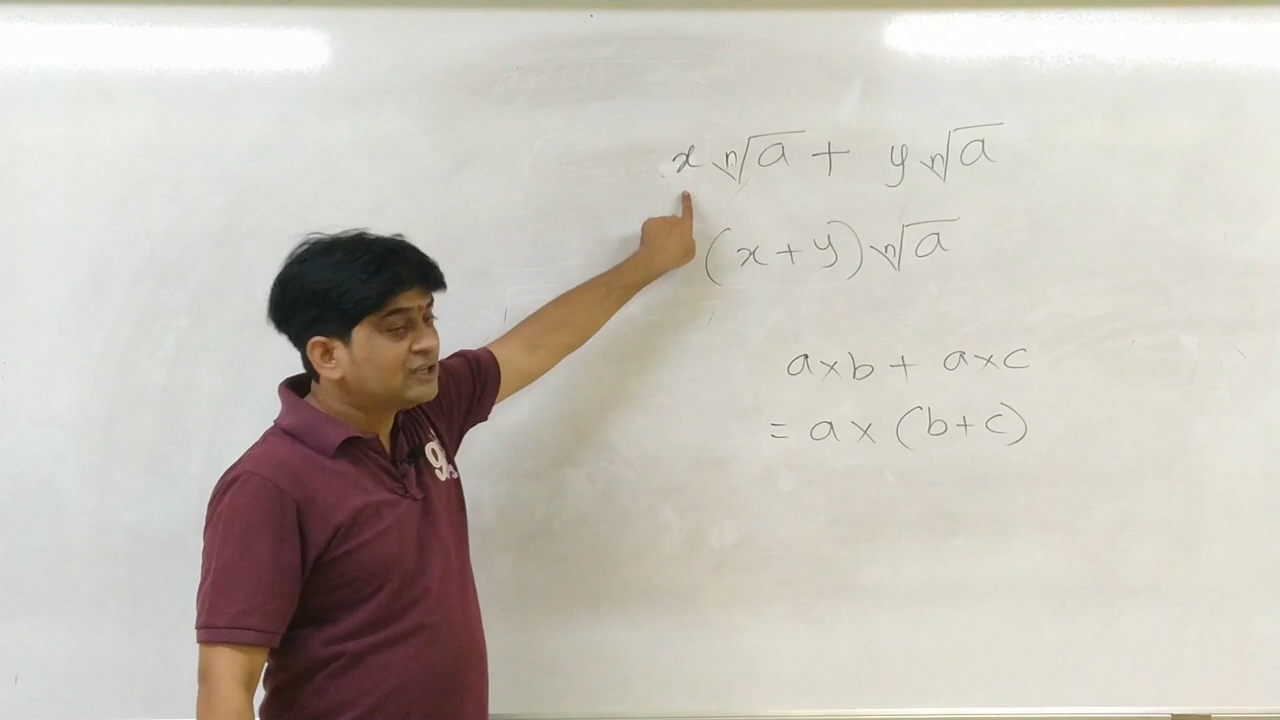 x ⁿ√a + y ⁿ√a
(x + y) ⁿ√a
a×b + a×c
= a × (b+c)